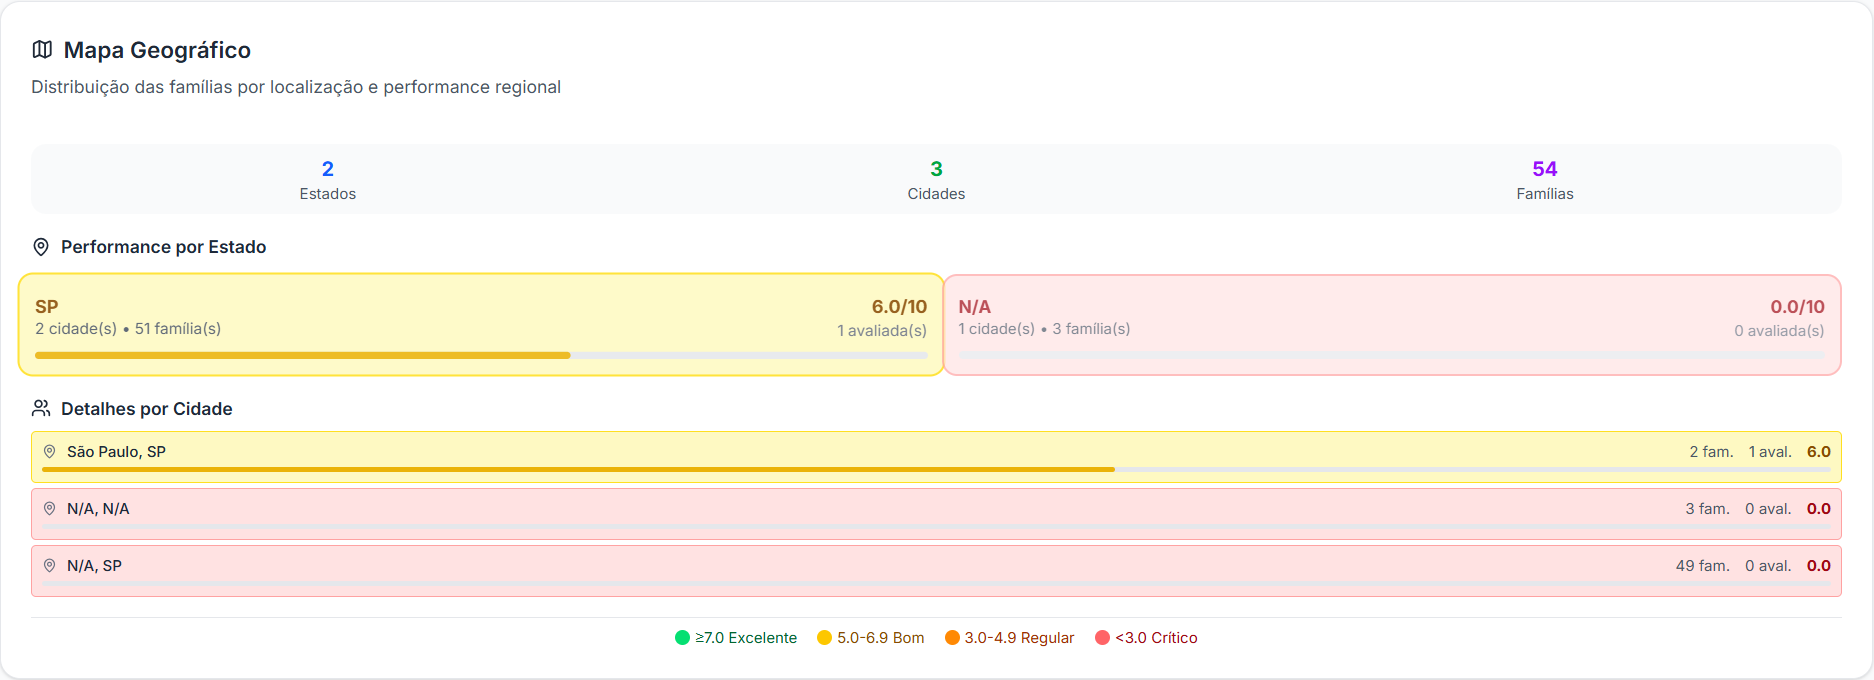 Mapa Geográfico
Distribuição das famílias por localização e performance regional
2
Estados
3
Cidades
54
Famílias
Performance por Estado
SP
6.0/10
2 cidade(s) • 51 família(s)
1 avaliada(s)
N/A
0.0/10
1 cidade(s) • 3 família(s)
0 avaliada(s)
Detalhes por Cidade
São Paulo, SP 2 fam. 1 aval. 6.0
N/A, N/A 3 fam. 0 aval. 0.0
N/A, SP 49 fam. 0 aval. 0.0
≥7.0 Excelente 5.0-6.9 Bom 3.0-4.9 Regular <3.0 Crítico